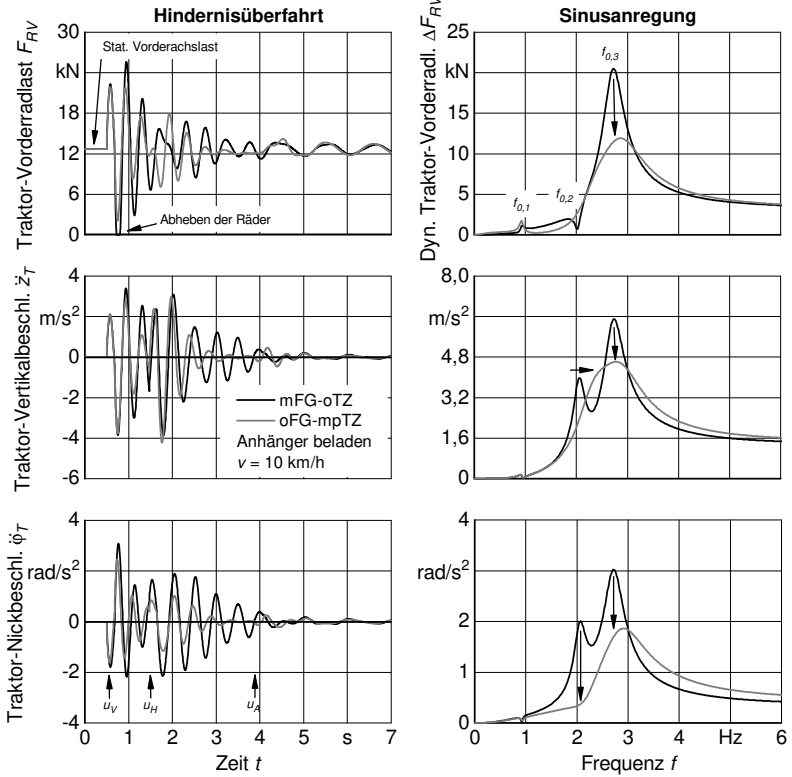 Hindernisüberfahrt
Sinusanregung
Traktor-Vorderradlast F_RV
30
kN
18
12
6
0
Stat. Vorderachslast
Abheben der Räder
Dyn. Traktor-Vorderradl. ΔF_RV
25
kN
15
10
5
0
f_0,1
f_0,2
f_0,3
Traktor-Vertikalbeschl. z̈_T
4
m/s²
0
-2
-4
-6
mFG-oTZ
oFG-mpTZ
Anhänger beladen
v = 10 km/h
8,0
m/s²
4,8
3,2
1,6
0
Traktor-Nickbeschl. φ̈_T
4
rad/s²
0
-2
-4
u_V
u_H
u_A
0 1 2 3 4 5 s 7
Zeit t
4
rad/s²
2
1
0
0 1 2 3 4 Hz 6
Frequenz f